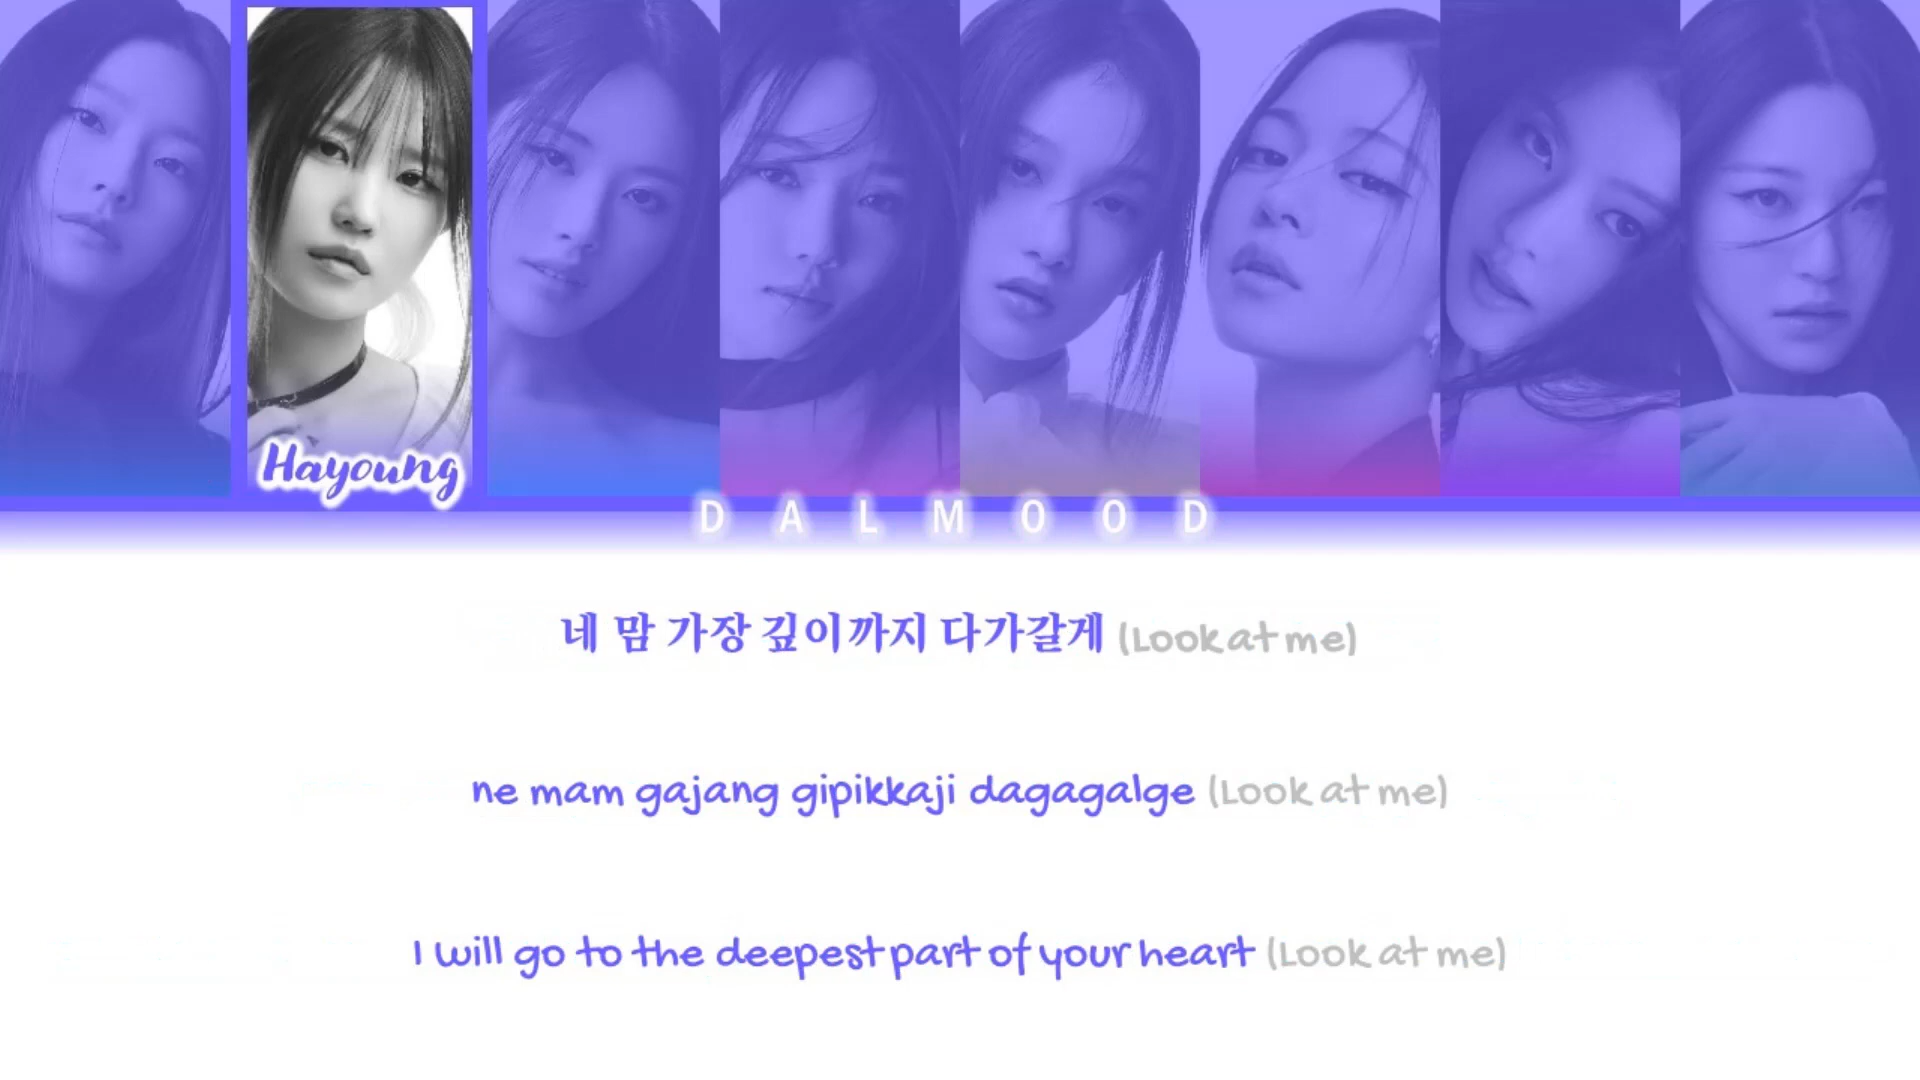 Hayoung
DALMOOD
네 맘 가장 깊이까지 다가갈게 (Look at me)
ne mam gajang gipikkaji dagagalge (Look at me)
I will go to the deepest part of your heart (Look at me)